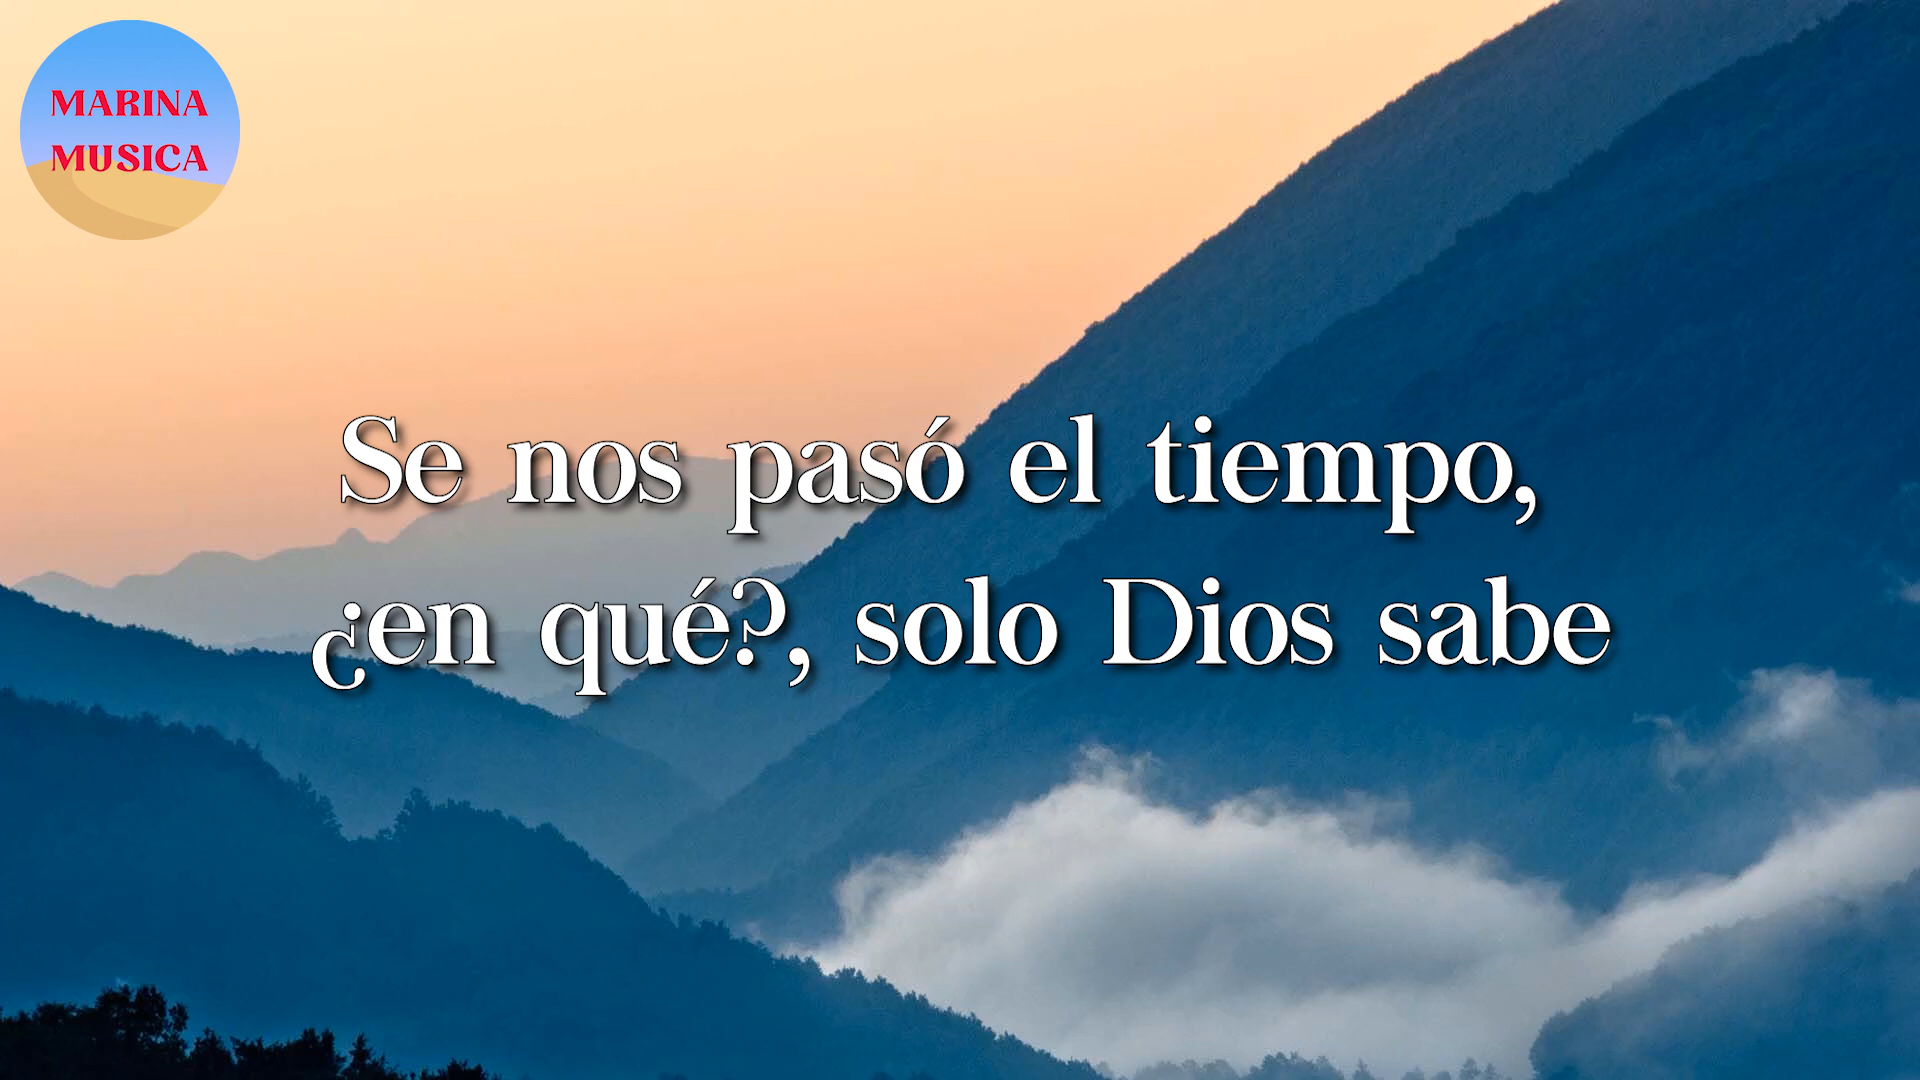 MARINA
MUSICA
Se nos pasó el tiempo,
¿en qué?, solo Dios sabe